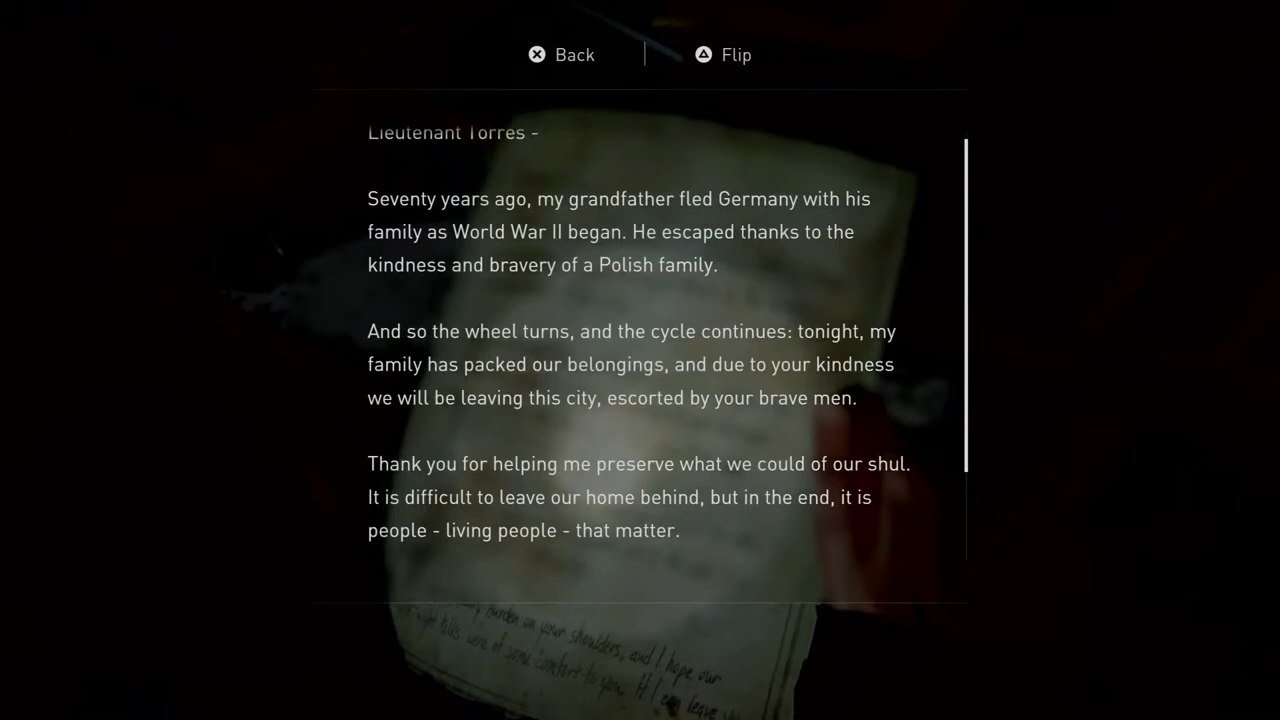 Back
Flip
Lieutenant Torres -
Seventy years ago, my grandfather fled Germany with his
family as World War II began. He escaped thanks to the
kindness and bravery of a Polish family.
And so the wheel turns, and the cycle continues: tonight, my
family has packed our belongings, and due to your kindness
we will be leaving this city, escorted by your brave men.
Thank you for helping me preserve what we could of our shul.
It is difficult to leave our home behind, but in the end, it is
people - living people - that matter.
burden on your shoulders, and I hope our
night talks were of some comfort to you. If I can leave